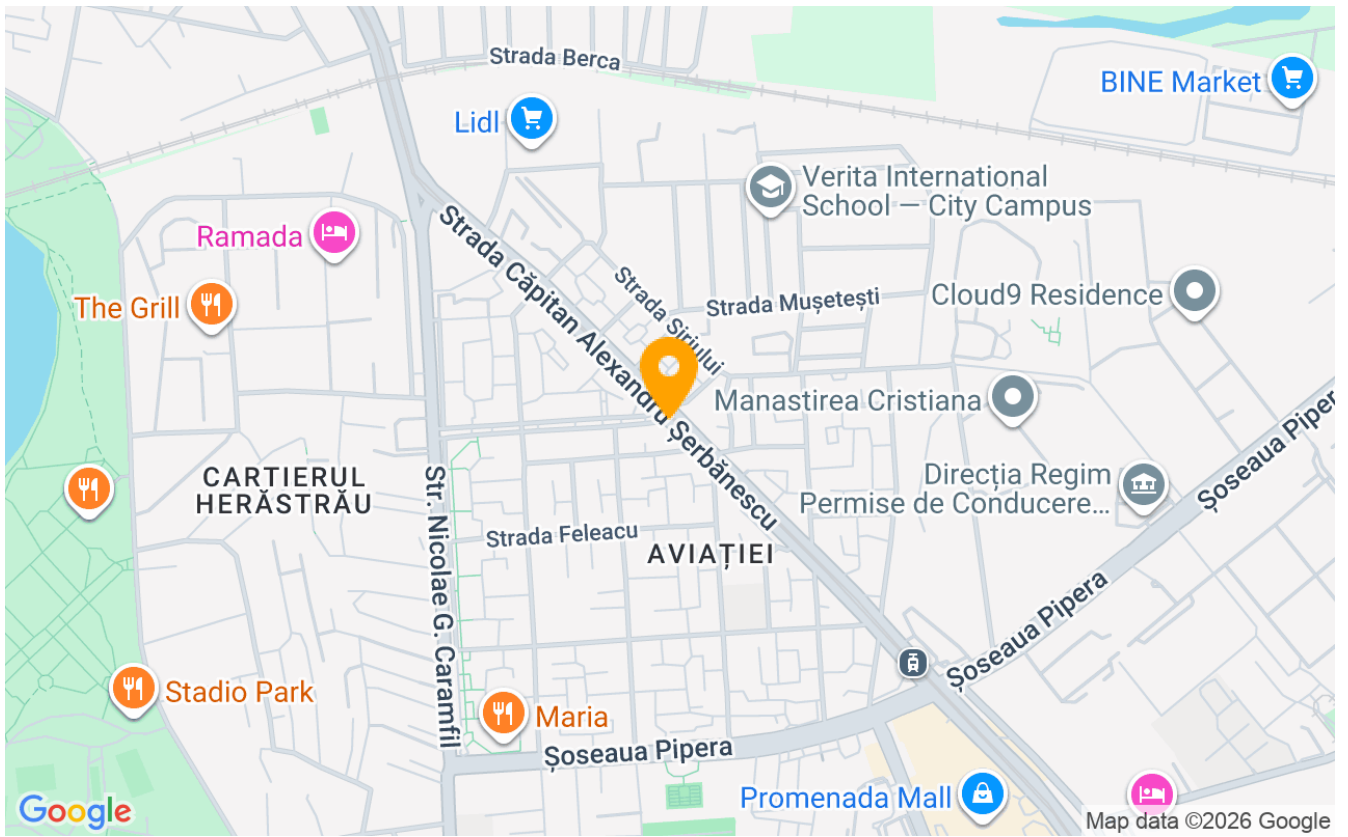 Strada Berca
BINE Market
Lidl
Verita International
School — City Campus
Ramada
Strada Căpitan Alexandru Șerbănescu
Strada Siriului
The Grill
Strada Mușetești
Cloud9 Residence
Manastirea Cristiana
Șoseaua Pipera
CARTIERUL
HERĂSTRĂU
Direcția Regim
Permise de Conducere...
Str. Nicolae G. Caramfil
Strada Feleacu
AVIAȚIEI
Șoseaua Pipera
Stadio Park
Maria
Șoseaua Pipera
Promenada Mall
Google
Map data ©2026 Google